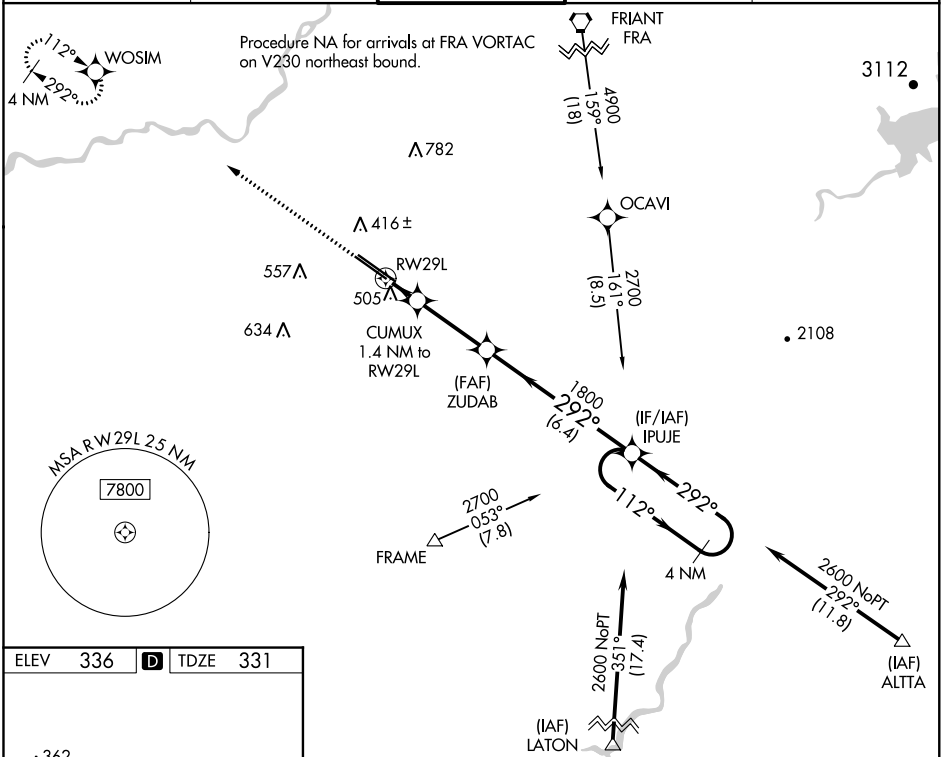 112°
WOSIM
292°
4 NM
Procedure NA for arrivals at FRA VORTAC
on V230 northeast bound.
FRIANT
FRA
3112
4900
159°
(18)
782
OCAVI
416 ±
RW29L
557
505
2700
161°
(8.5)
634
CUMUX
1.4 NM to
RW29L
2108
(FAF)
ZUDAB
1800
292°
(6.4)
(IF/IAF)
IPUJE
MSA RW29L 25 NM
7800
292°
112°
2700
053°
(7.8)
FRAME
4 NM
2600 NoPT
292°
(11.8)
2600 NoPT
351°
(17.4)
(IAF)
ALTTA
(IAF)
LATON
ELEV 336 D TDZE 331
362